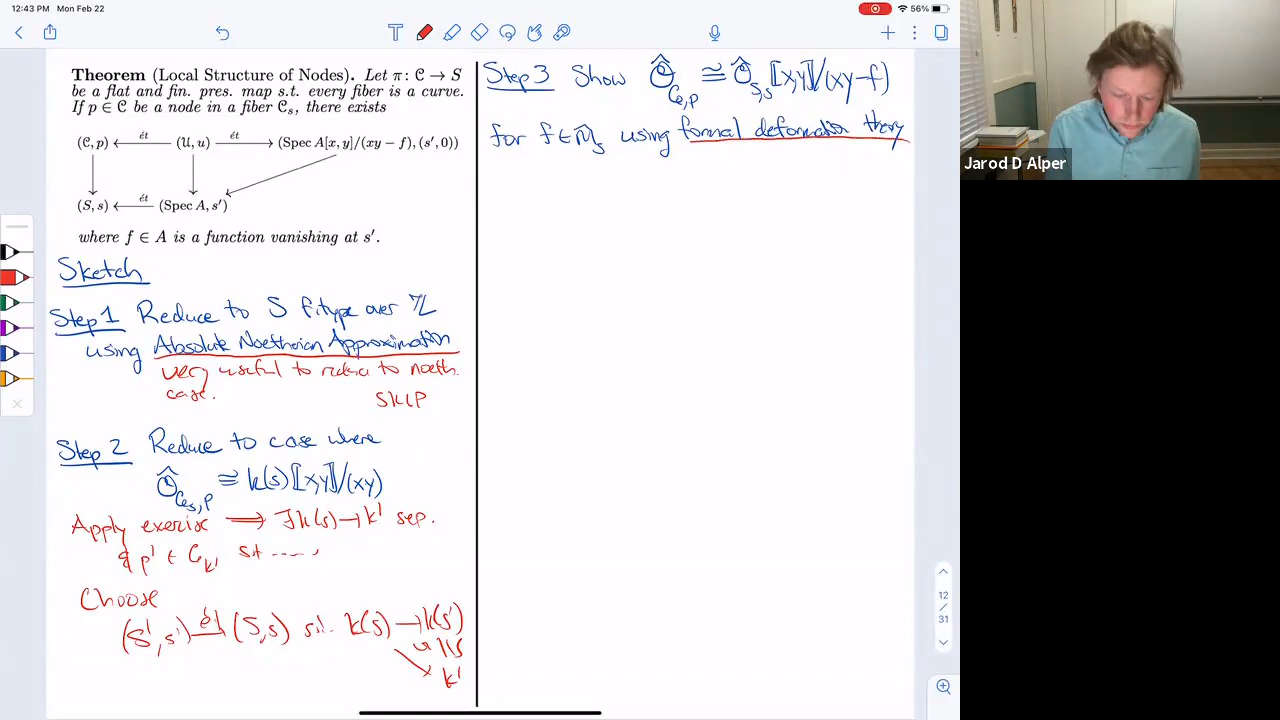 12:43 PM Mon Feb 22
56%
Theorem (Local Structure of Nodes). Let π: C → S
be a flat and fin. pres. map s.t. every fiber is a curve.
If p ∈ C be a node in a fiber C_s, there exists
(C, p) ←ét (U, u) ét→ (Spec A[x, y]/(xy − f), (s′, 0))
(S, s) ←ét (Spec A, s′)
where f ∈ A is a function vanishing at s′.
Sketch
Step 1 Reduce to S f.type over ℤ
using Absolute Noetherian Approximation
very useful to reduce to noeth.
case. SKIP
Step 2 Reduce to case where
Ô_{C_s,p} ≅ k(s)⟦x,y⟧/(xy)
Apply exercise ⟹ ∃ k(s) → k' sep.
& p' ∈ C_{k'} s.t. .....
Choose
(S', s') ét→ (S, s) s.t. k(s) → k(s')
k'
Step 3 Show Ô_{C,p} ≅ Ô_{S,s}⟦x,y⟧/(xy-f)
for f ∈ m̂_s using formal deformation theory
Jarod D Alper
12
/
31